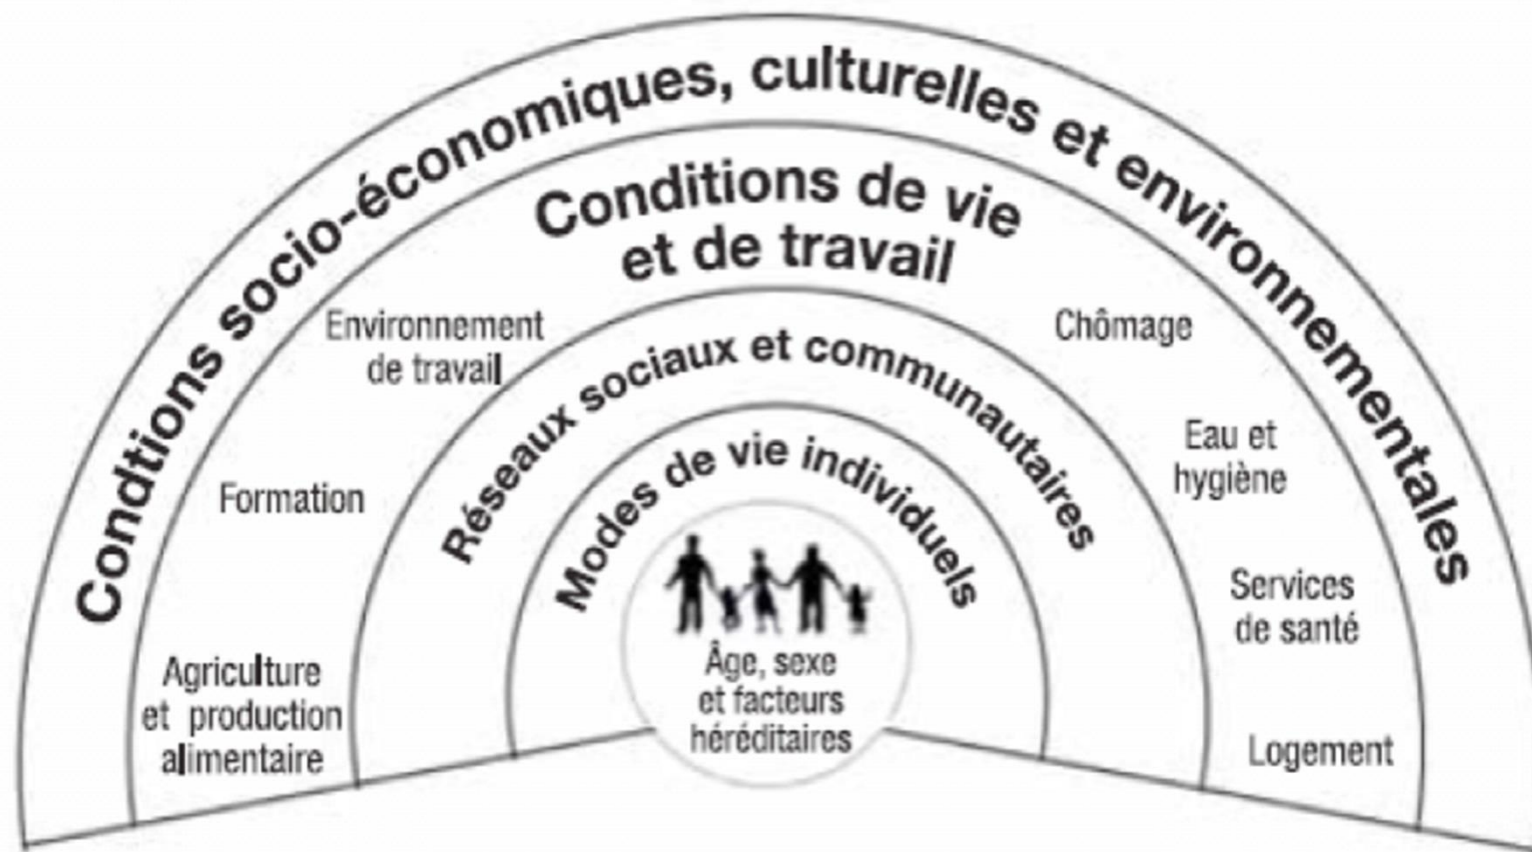 Condtions socio-économiques, culturelles et environnementales
Conditions de vie
et de travail
Environnement
de travail
Chômage
Réseaux sociaux et communautaires
Eau et
hygiène
Modes de vie individuels
Formation
Services
de santé
Âge, sexe
et facteurs
héréditaires
Agriculture
et production
alimentaire
Logement